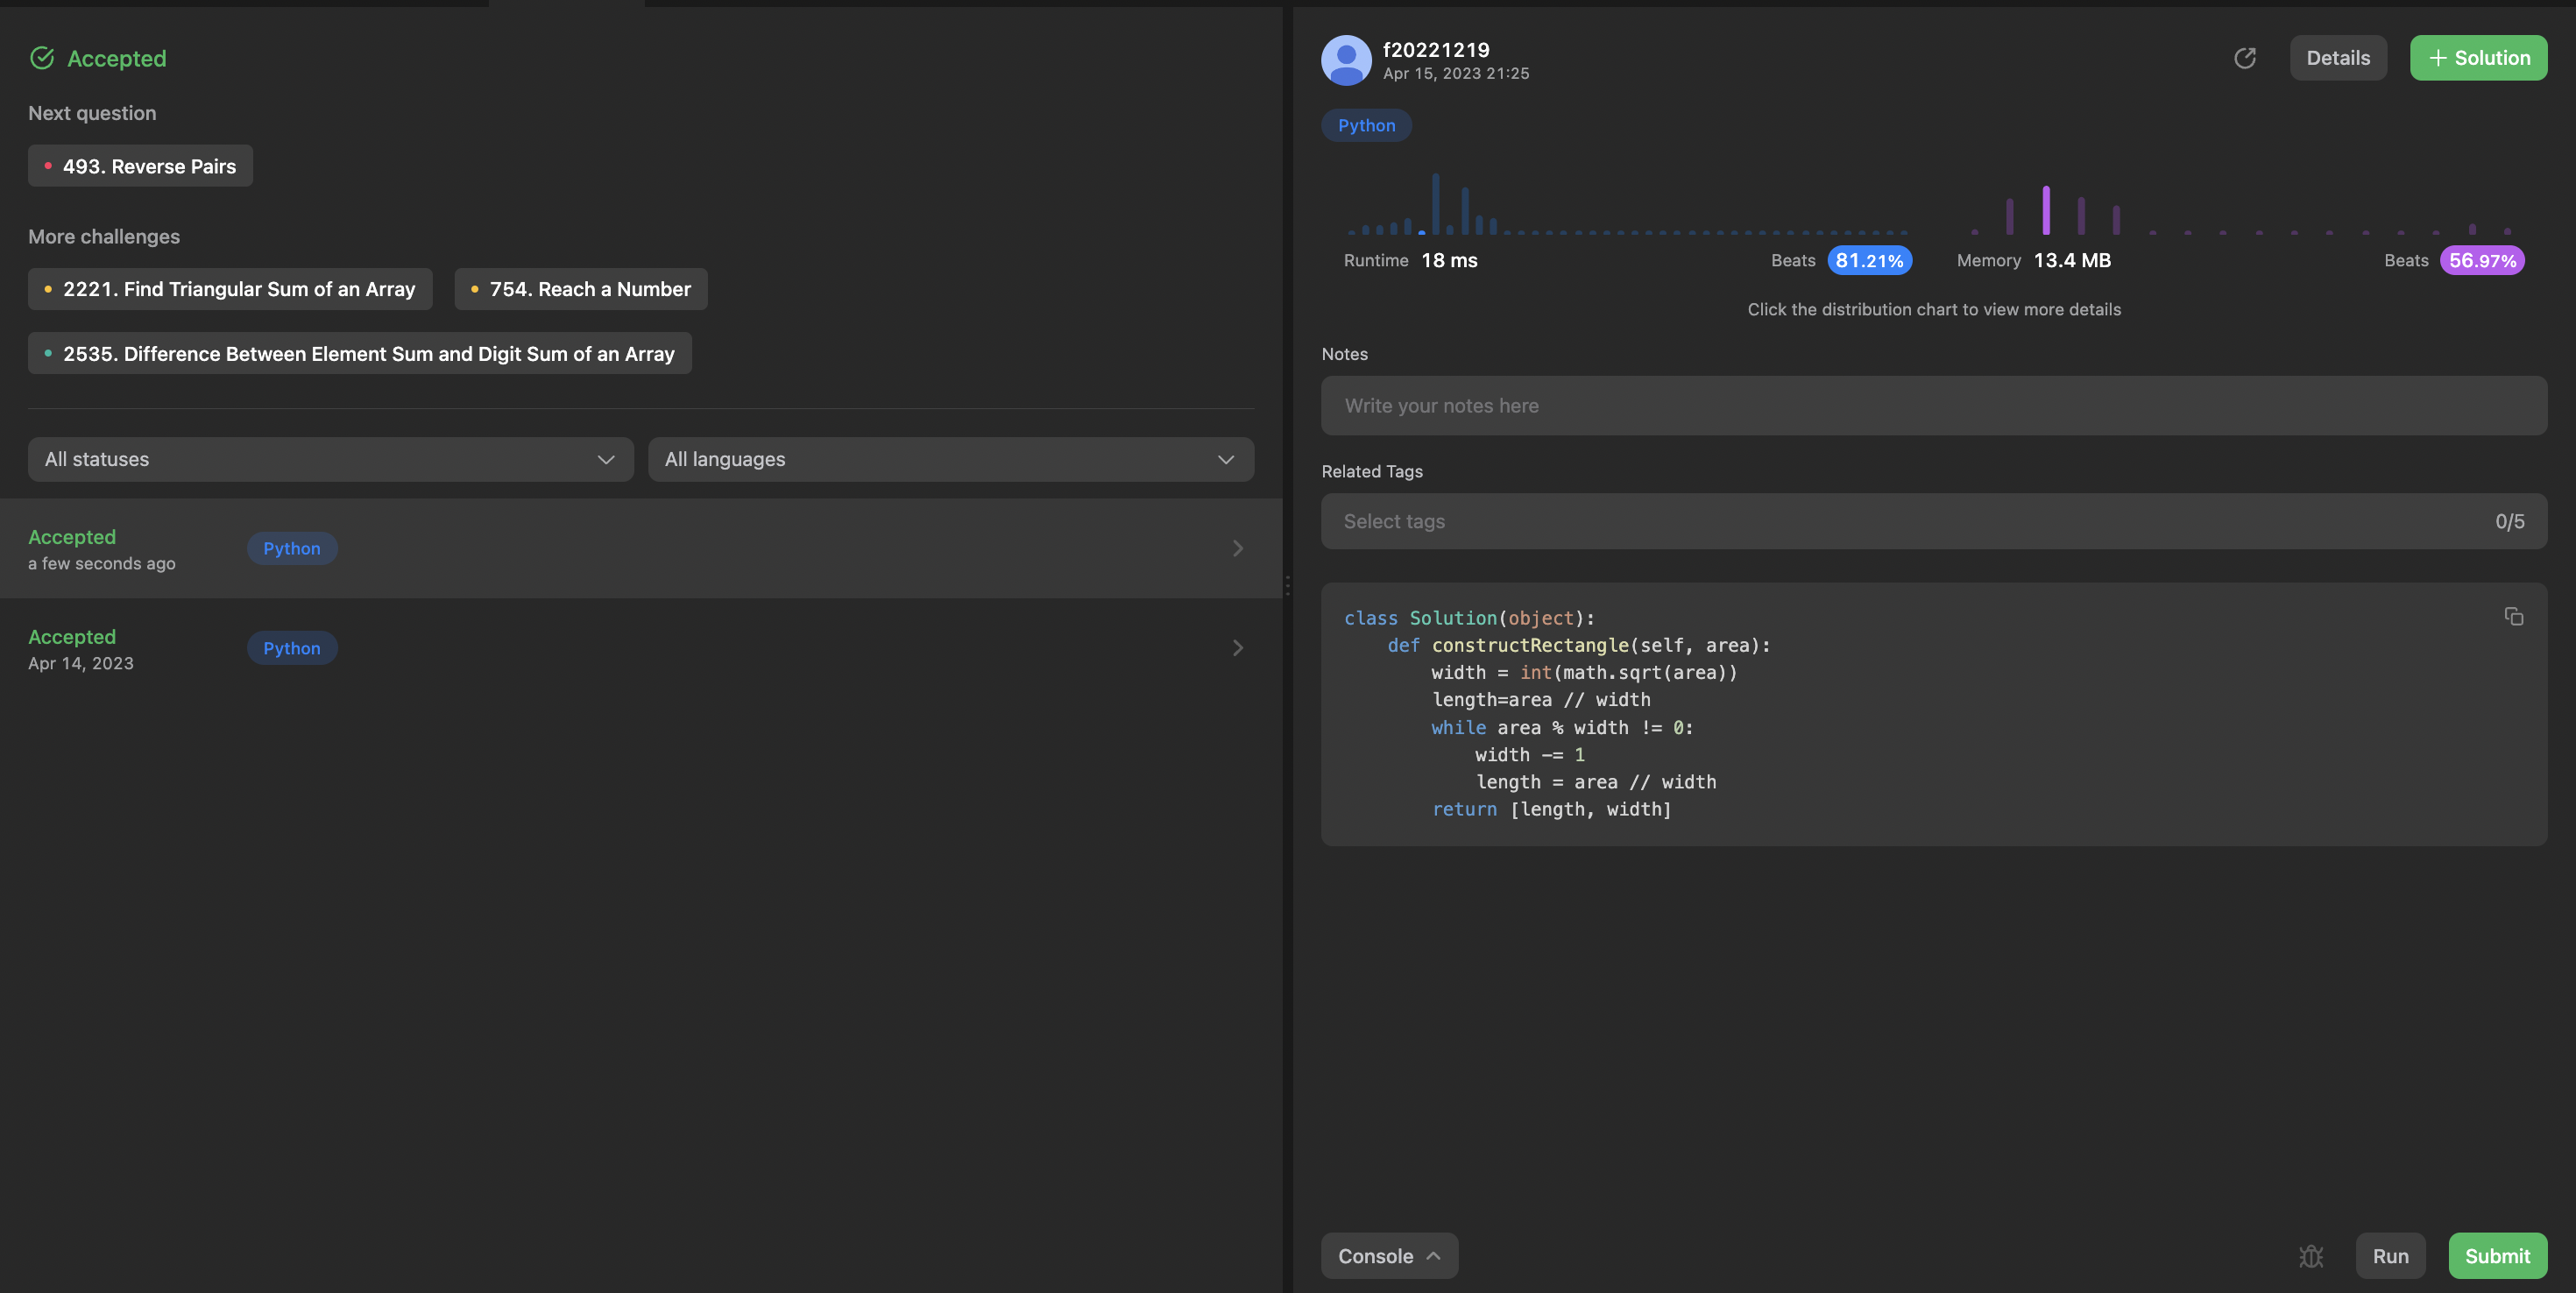 Accepted
Next question
493. Reverse Pairs
More challenges
2221. Find Triangular Sum of an Array
754. Reach a Number
2535. Difference Between Element Sum and Digit Sum of an Array
All statuses
All languages
Accepted
a few seconds ago
Python
Accepted
Apr 14, 2023
Python
f20221219
Apr 15, 2023 21:25
Details
+ Solution
Python
Runtime 18 ms
Beats 81.21%
Memory 13.4 MB
Beats 56.97%
Click the distribution chart to view more details
Notes
Write your notes here
Related Tags
Select tags
0/5
class Solution(object):
    def constructRectangle(self, area):
        width = int(math.sqrt(area))
        length=area // width
        while area % width != 0:
            width -= 1
            length = area // width
        return [length, width]
Console
Run
Submit